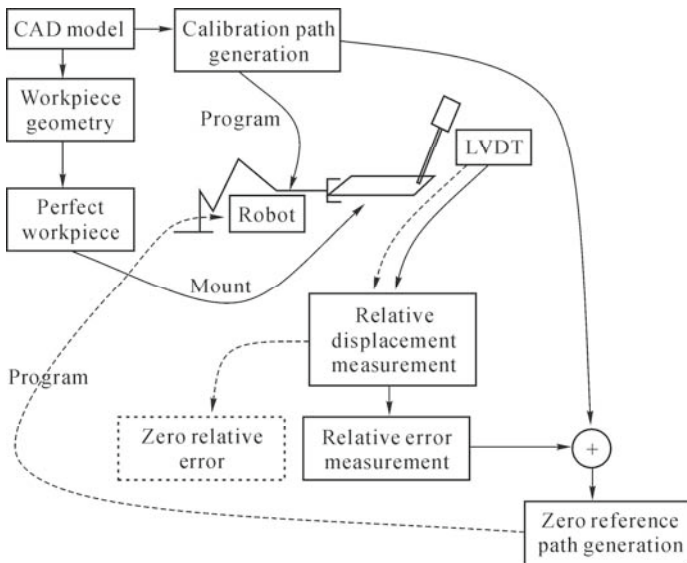 CAD model
Calibration path
generation
Workpiece
geometry
Program
LVDT
Perfect
workpiece
Robot
Mount
Relative
displacement
measurement
Program
Zero relative
error
Relative error
measurement
+
Zero reference
path generation